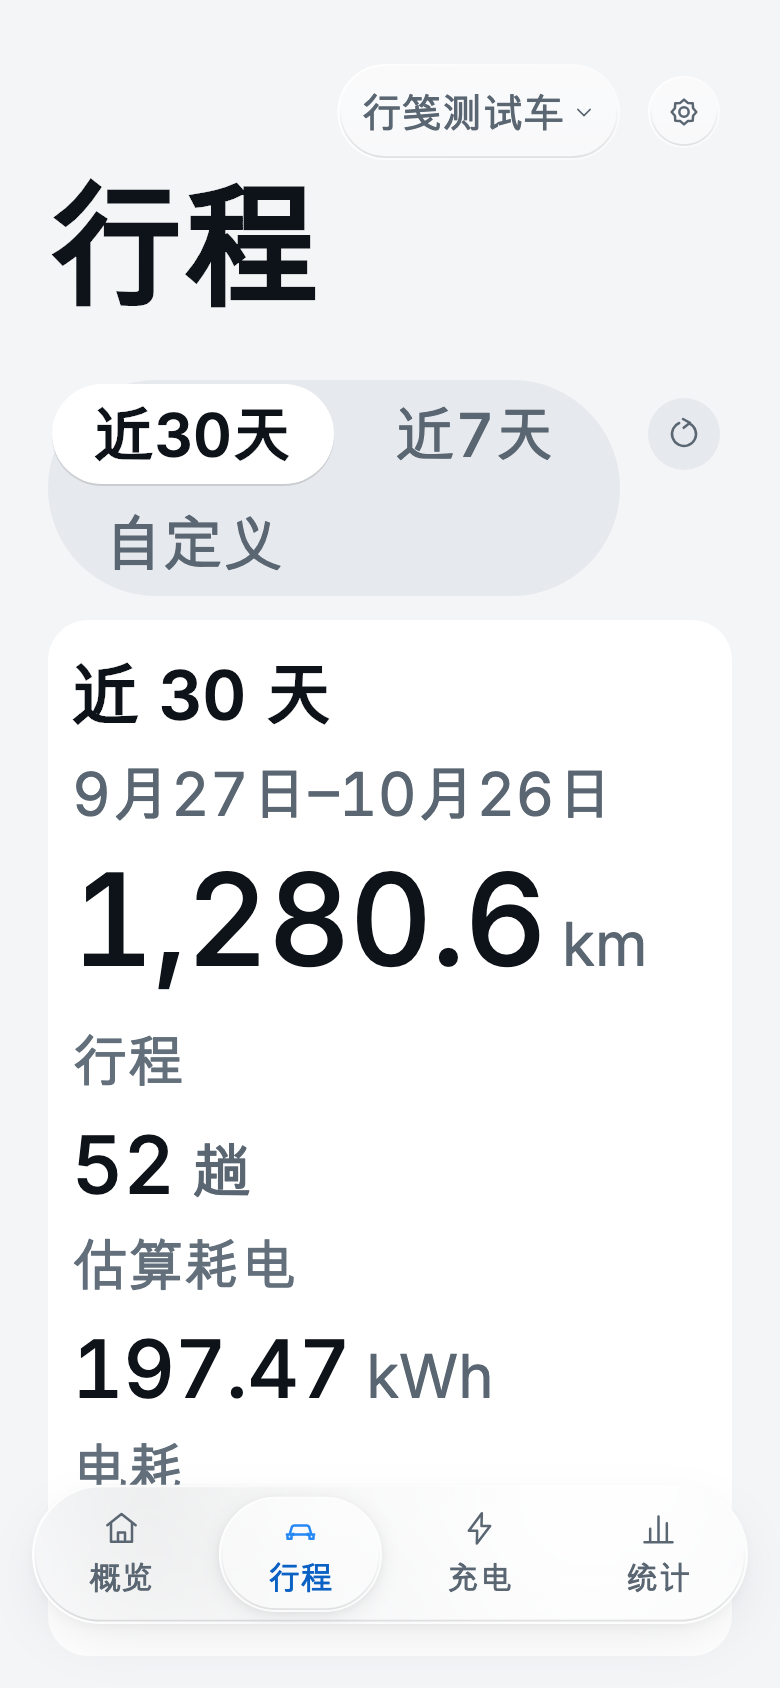 行笺测试车
行程
近30天
近7天
自定义
近 30 天
9月27日–10月26日
1,280.6 km
行程
52 趟
估算耗电
197.47 kWh
电耗
概览
行程
充电
统计